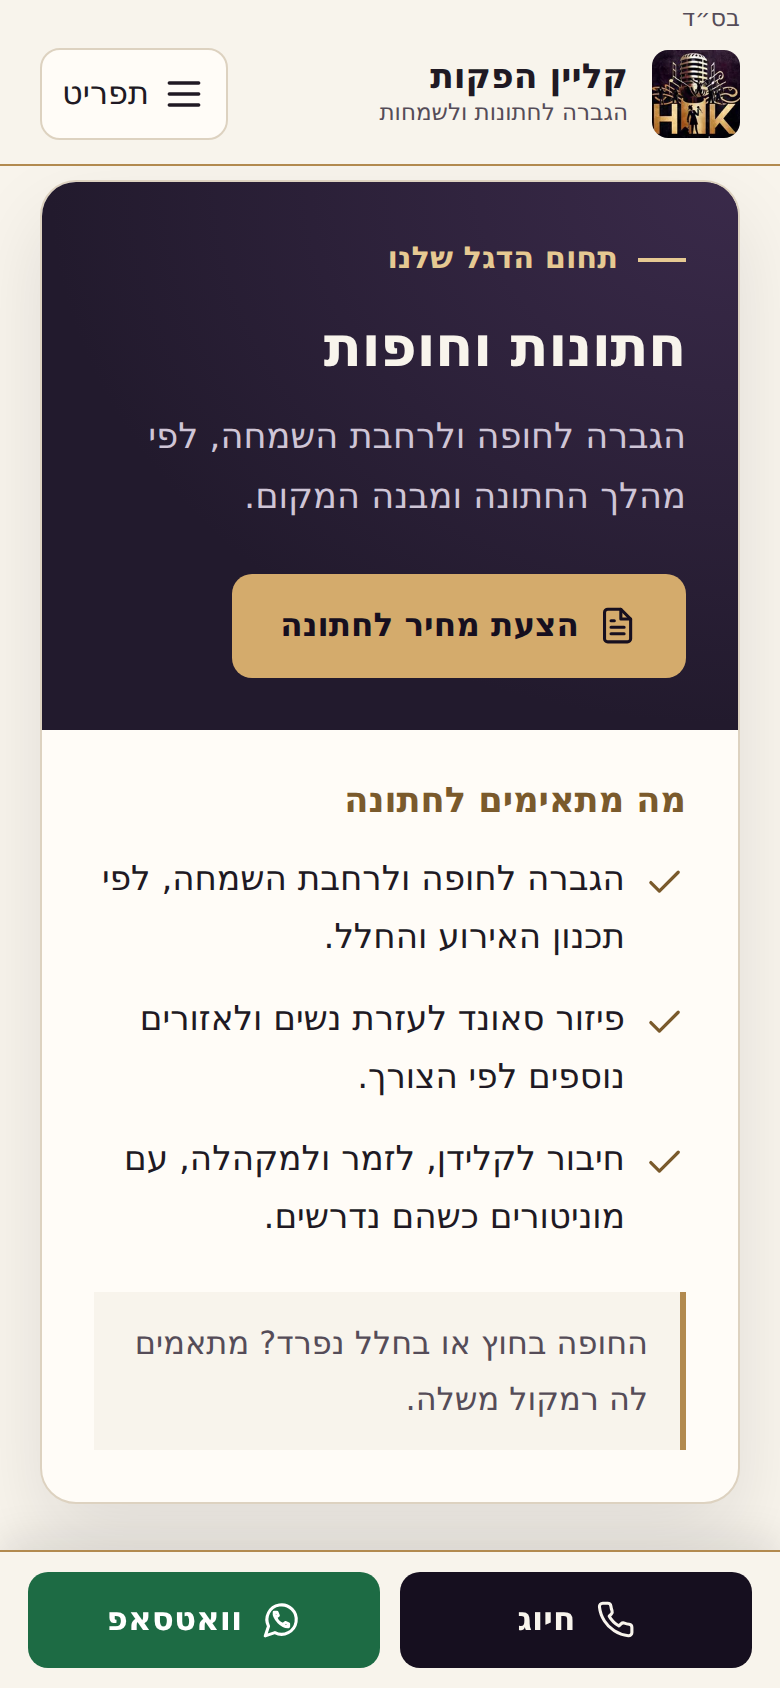 בס״ד
קליין הפקות
הגברה לחתונות ולשמחות
תפריט
HK
תחום הדגל שלנו
חתונות וחופות
הגברה לחופה ולרחבת השמחה, לפי
מהלך החתונה ומבנה המקום.
הצעת מחיר לחתונה
מה מתאימים לחתונה
הגברה לחופה ולרחבת השמחה, לפי
תכנון האירוע והחלל.
פיזור סאונד לעזרת נשים ולאזורים
נוספים לפי הצורך.
חיבור לקלידן, לזמר ולמקהלה, עם
מוניטורים כשהם נדרשים.
החופה בחוץ או בחלל נפרד? מתאמים
לה רמקול משלה.
חיוג
וואטסאפ